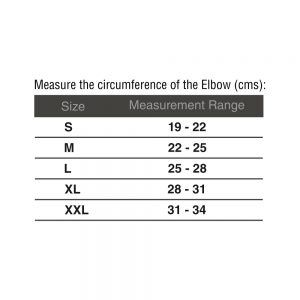 Measure the circumference of the Elbow (cms):
Size Measurement Range
S 19 - 22
M 22 - 25
L 25 - 28
XL 28 - 31
XXL 31 - 34